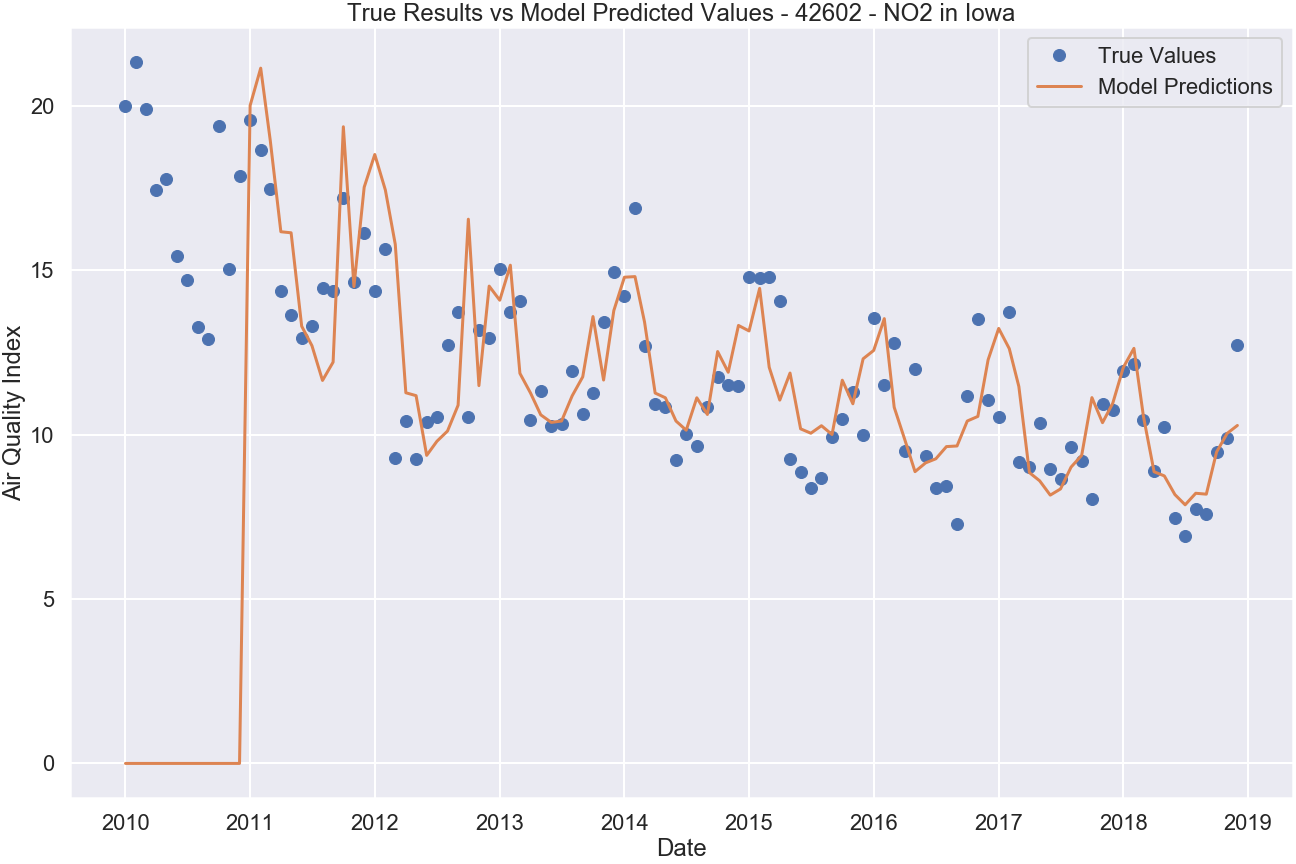 True Results vs Model Predicted Values - 42602 - NO2 in Iowa
True Values
Model Predictions
Air Quality Index
20
15
10
5
0
2010 2011 2012 2013 2014 2015 2016 2017 2018 2019
Date